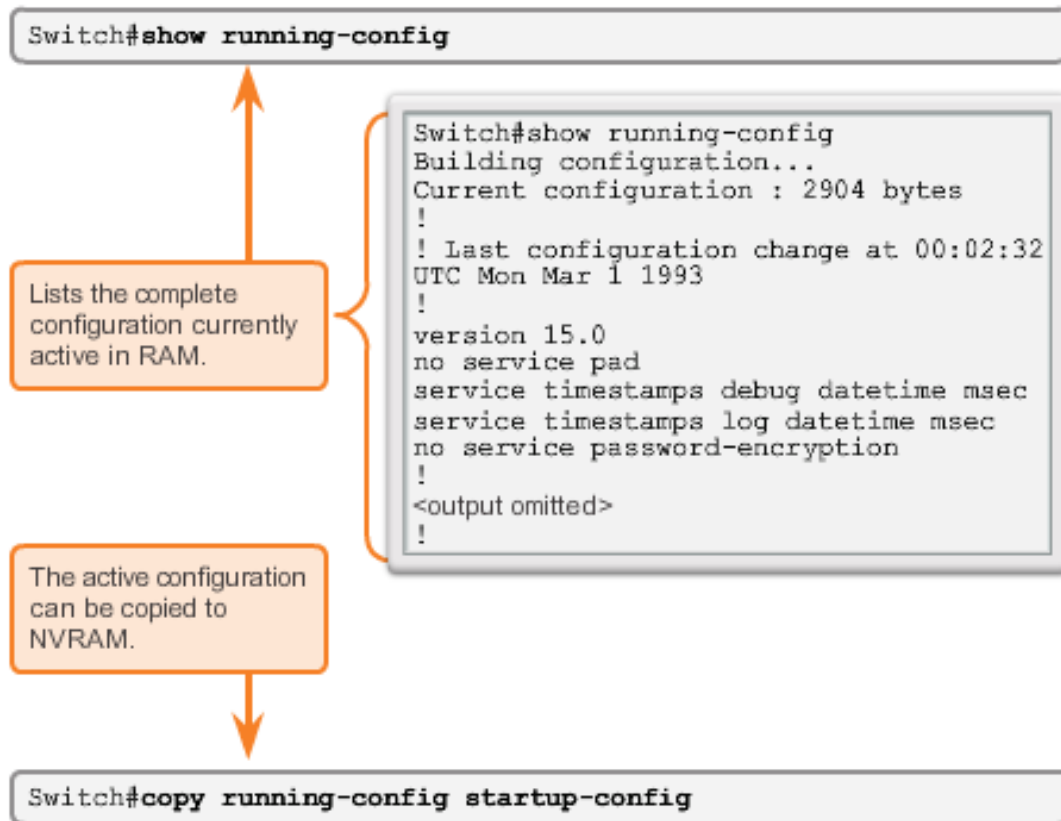 Switch#show running-config
Switch#show running-config
Building configuration...
Current configuration : 2904 bytes
!
! Last configuration change at 00:02:32
UTC Mon Mar 1 1993
!
version 15.0
no service pad
service timestamps debug datetime msec
service timestamps log datetime msec
no service password-encryption
!
<output omitted>
!
Lists the complete
configuration currently
active in RAM.
The active configuration
can be copied to
NVRAM.
Switch#copy running-config startup-config